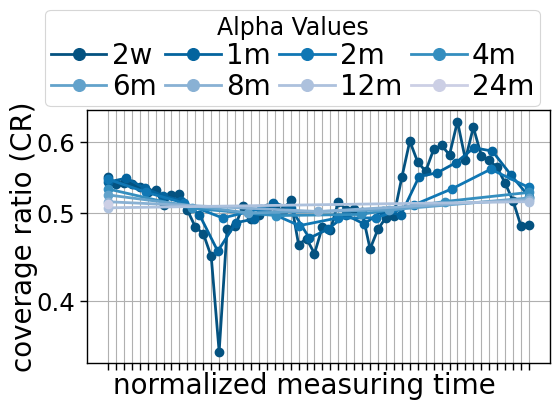 Alpha Values
2w 1m 2m 4m
6m 8m 12m 24m
coverage ratio (CR)
0.6
0.5
0.4
normalized measuring time